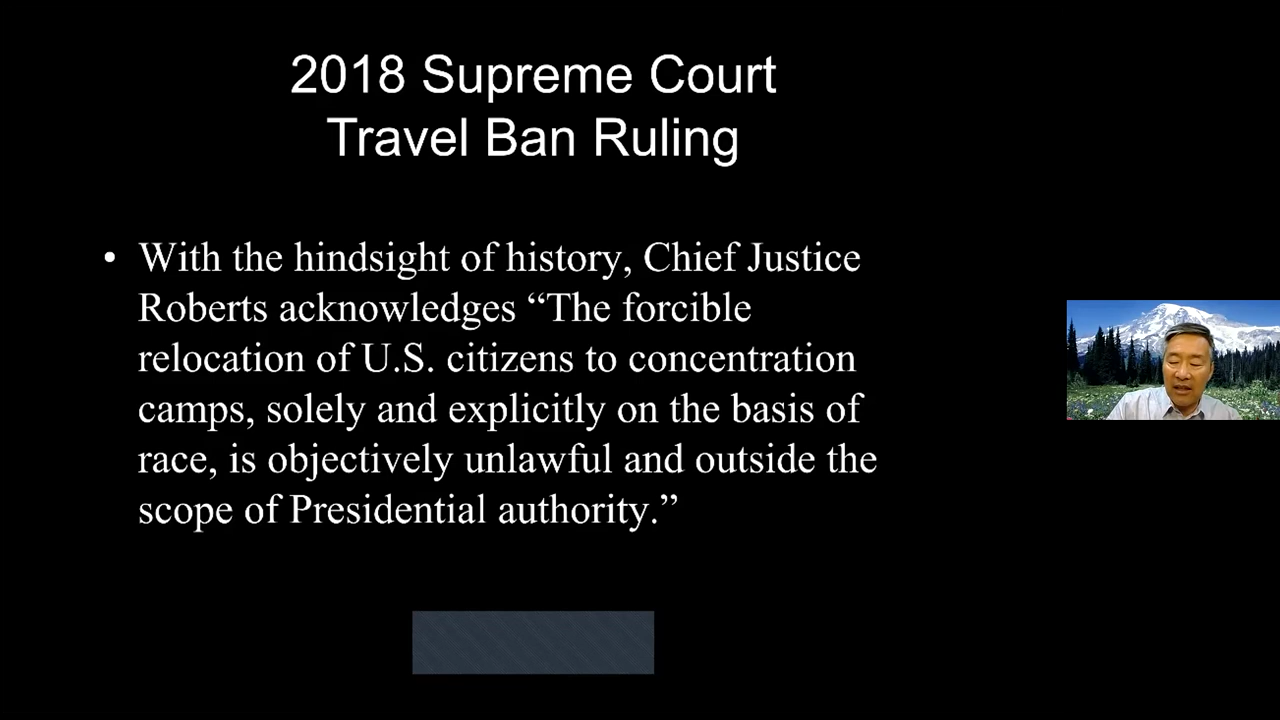 2018 Supreme Court
Travel Ban Ruling
• With the hindsight of history, Chief Justice
Roberts acknowledges “The forcible
relocation of U.S. citizens to concentration
camps, solely and explicitly on the basis of
race, is objectively unlawful and outside the
scope of Presidential authority.”